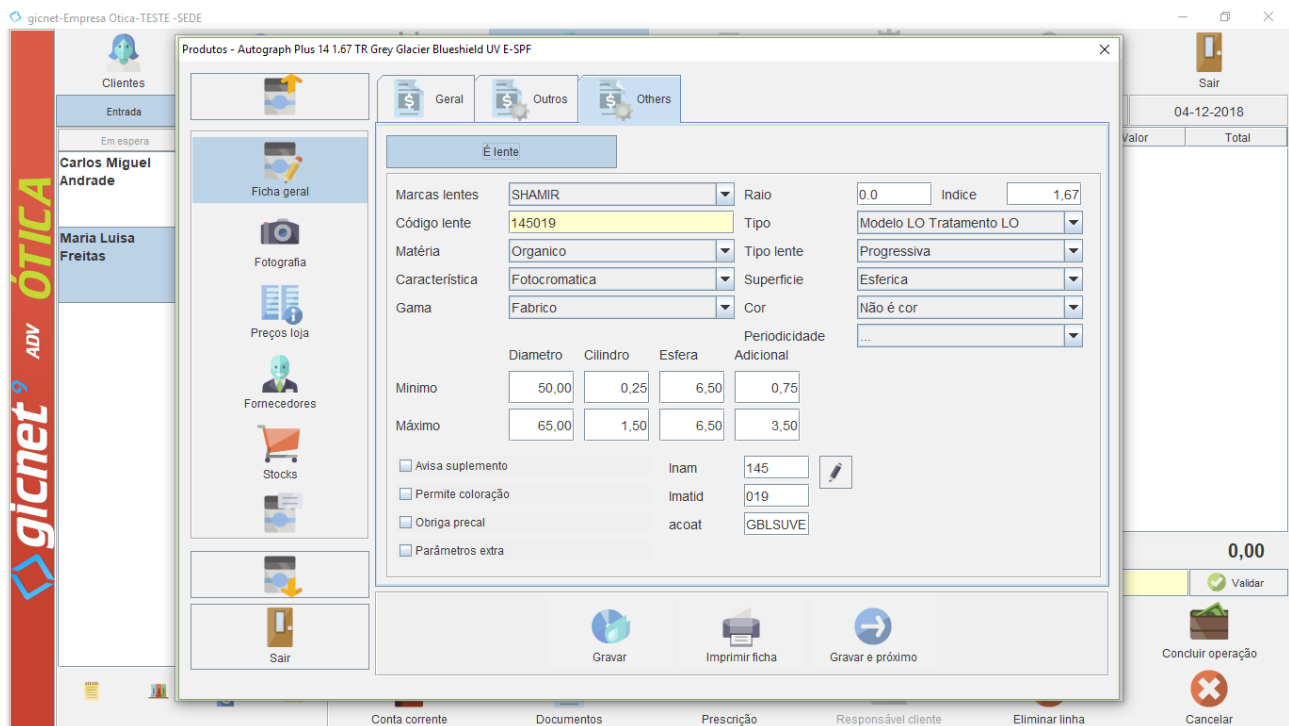 gicnet-Empresa Otica-TESTE -SEDE
Produtos - Autograph Plus 14 1.67 TR Grey Glacier Blueshield UV E-SPF
Clientes
Sair
Entrada
04-12-2018
Em espera
Valor
Total
Carlos Miguel
Andrade
Maria Luisa
Freitas
gicnet 9 ADV ÓTICA
Ficha geral
Fotografia
Preços loja
Fornecedores
Stocks
Sair
Geral
Outros
Others
É lente
Marcas lentes SHAMIR Raio 0.0 Indice 1,67
Código lente 145019 Tipo Modelo LO Tratamento LO
Matéria Organico Tipo lente Progressiva
Característica Fotocromatica Superficie Esferica
Gama Fabrico Cor Não é cor
Periodicidade ...
Diametro Cilindro Esfera Adicional
Minimo 50,00 0,25 6,50 0,75
Máximo 65,00 1,50 6,50 3,50
Avisa suplemento Inam 145
Permite coloração Imatid 019
Obriga precal acoat GBLSUVE
Parâmetros extra
Gravar
Imprimir ficha
Gravar e próximo
0,00
Validar
Concluir operação
Conta corrente
Documentos
Prescrição
Responsável cliente
Eliminar linha
Cancelar